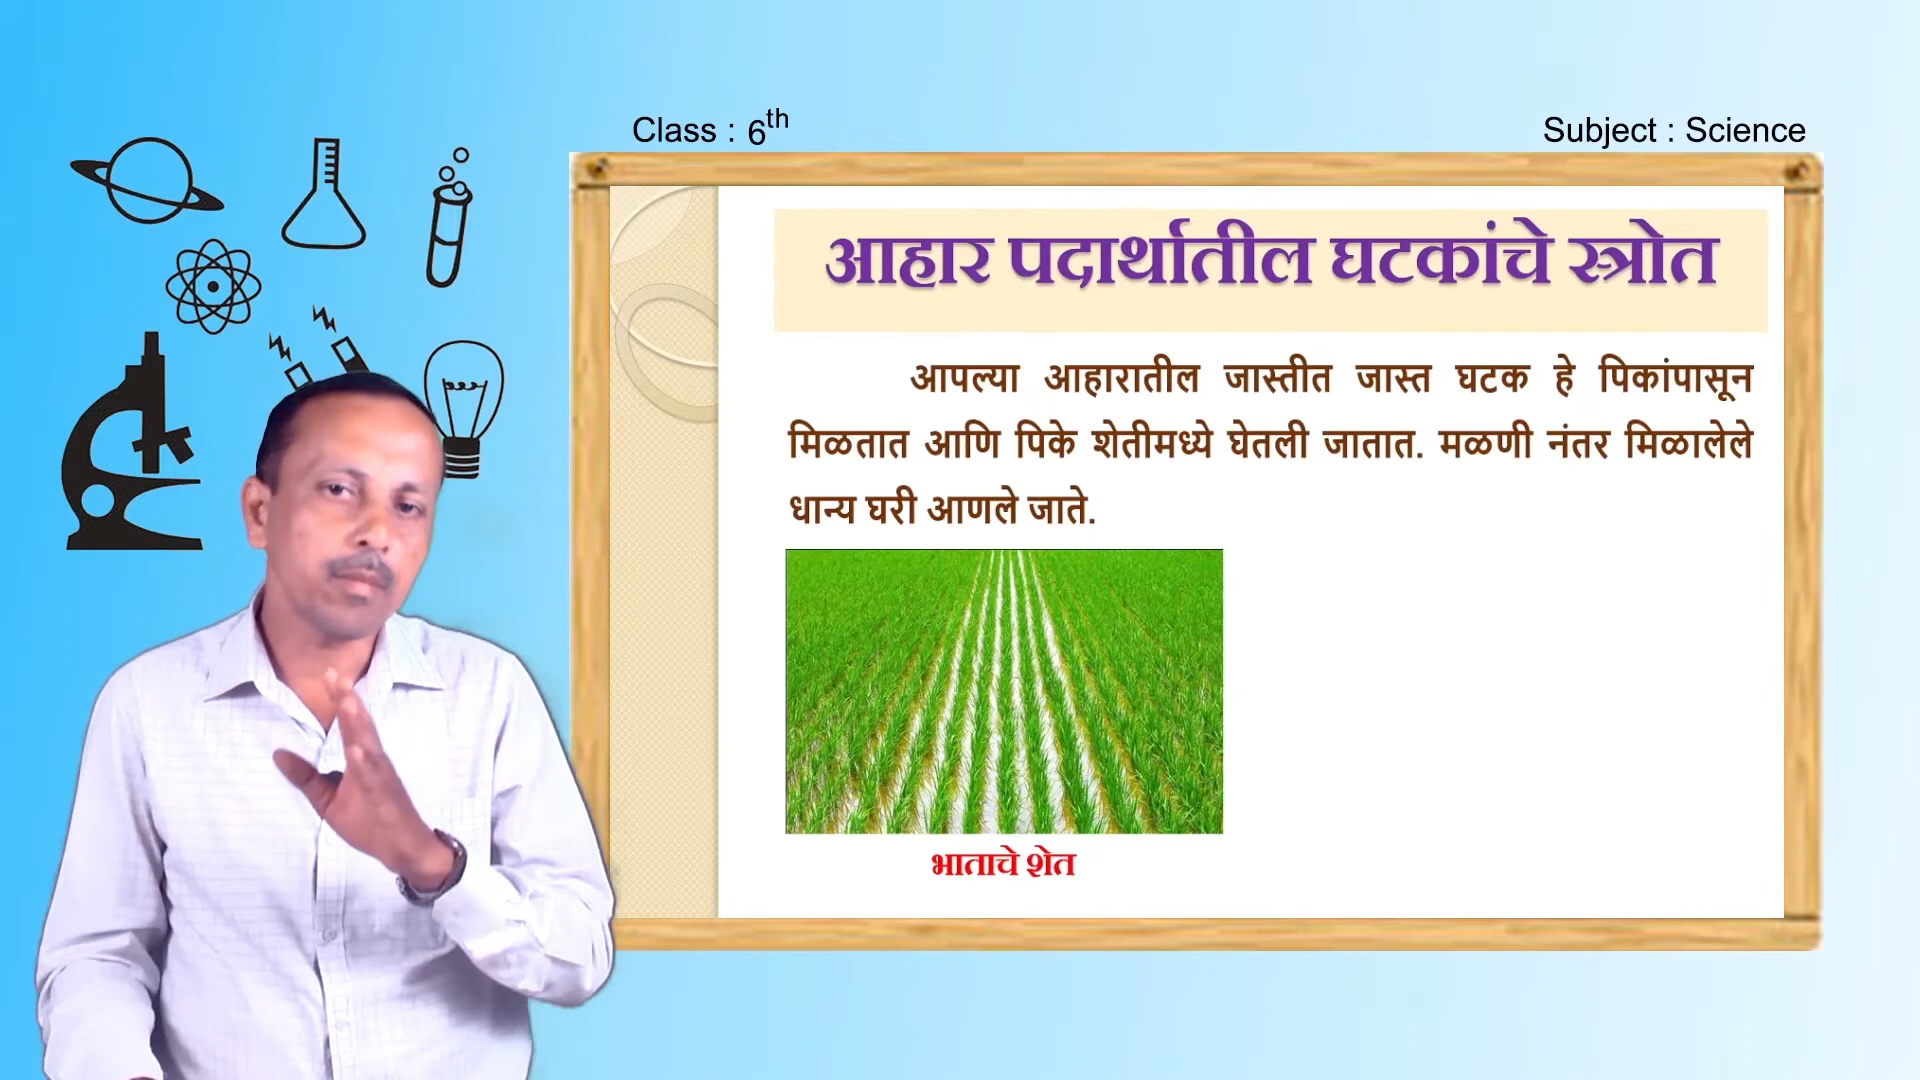 Class : 6th
Subject : Science
आहार पदार्थातील घटकांचे स्त्रोत
आपल्या आहारातील जास्तीत जास्त घटक हे पिकांपासून
मिळतात आणि पिके शेतीमध्ये घेतली जातात. मळणी नंतर मिळालेले
धान्य घरी आणले जाते.
भाताचे शेत